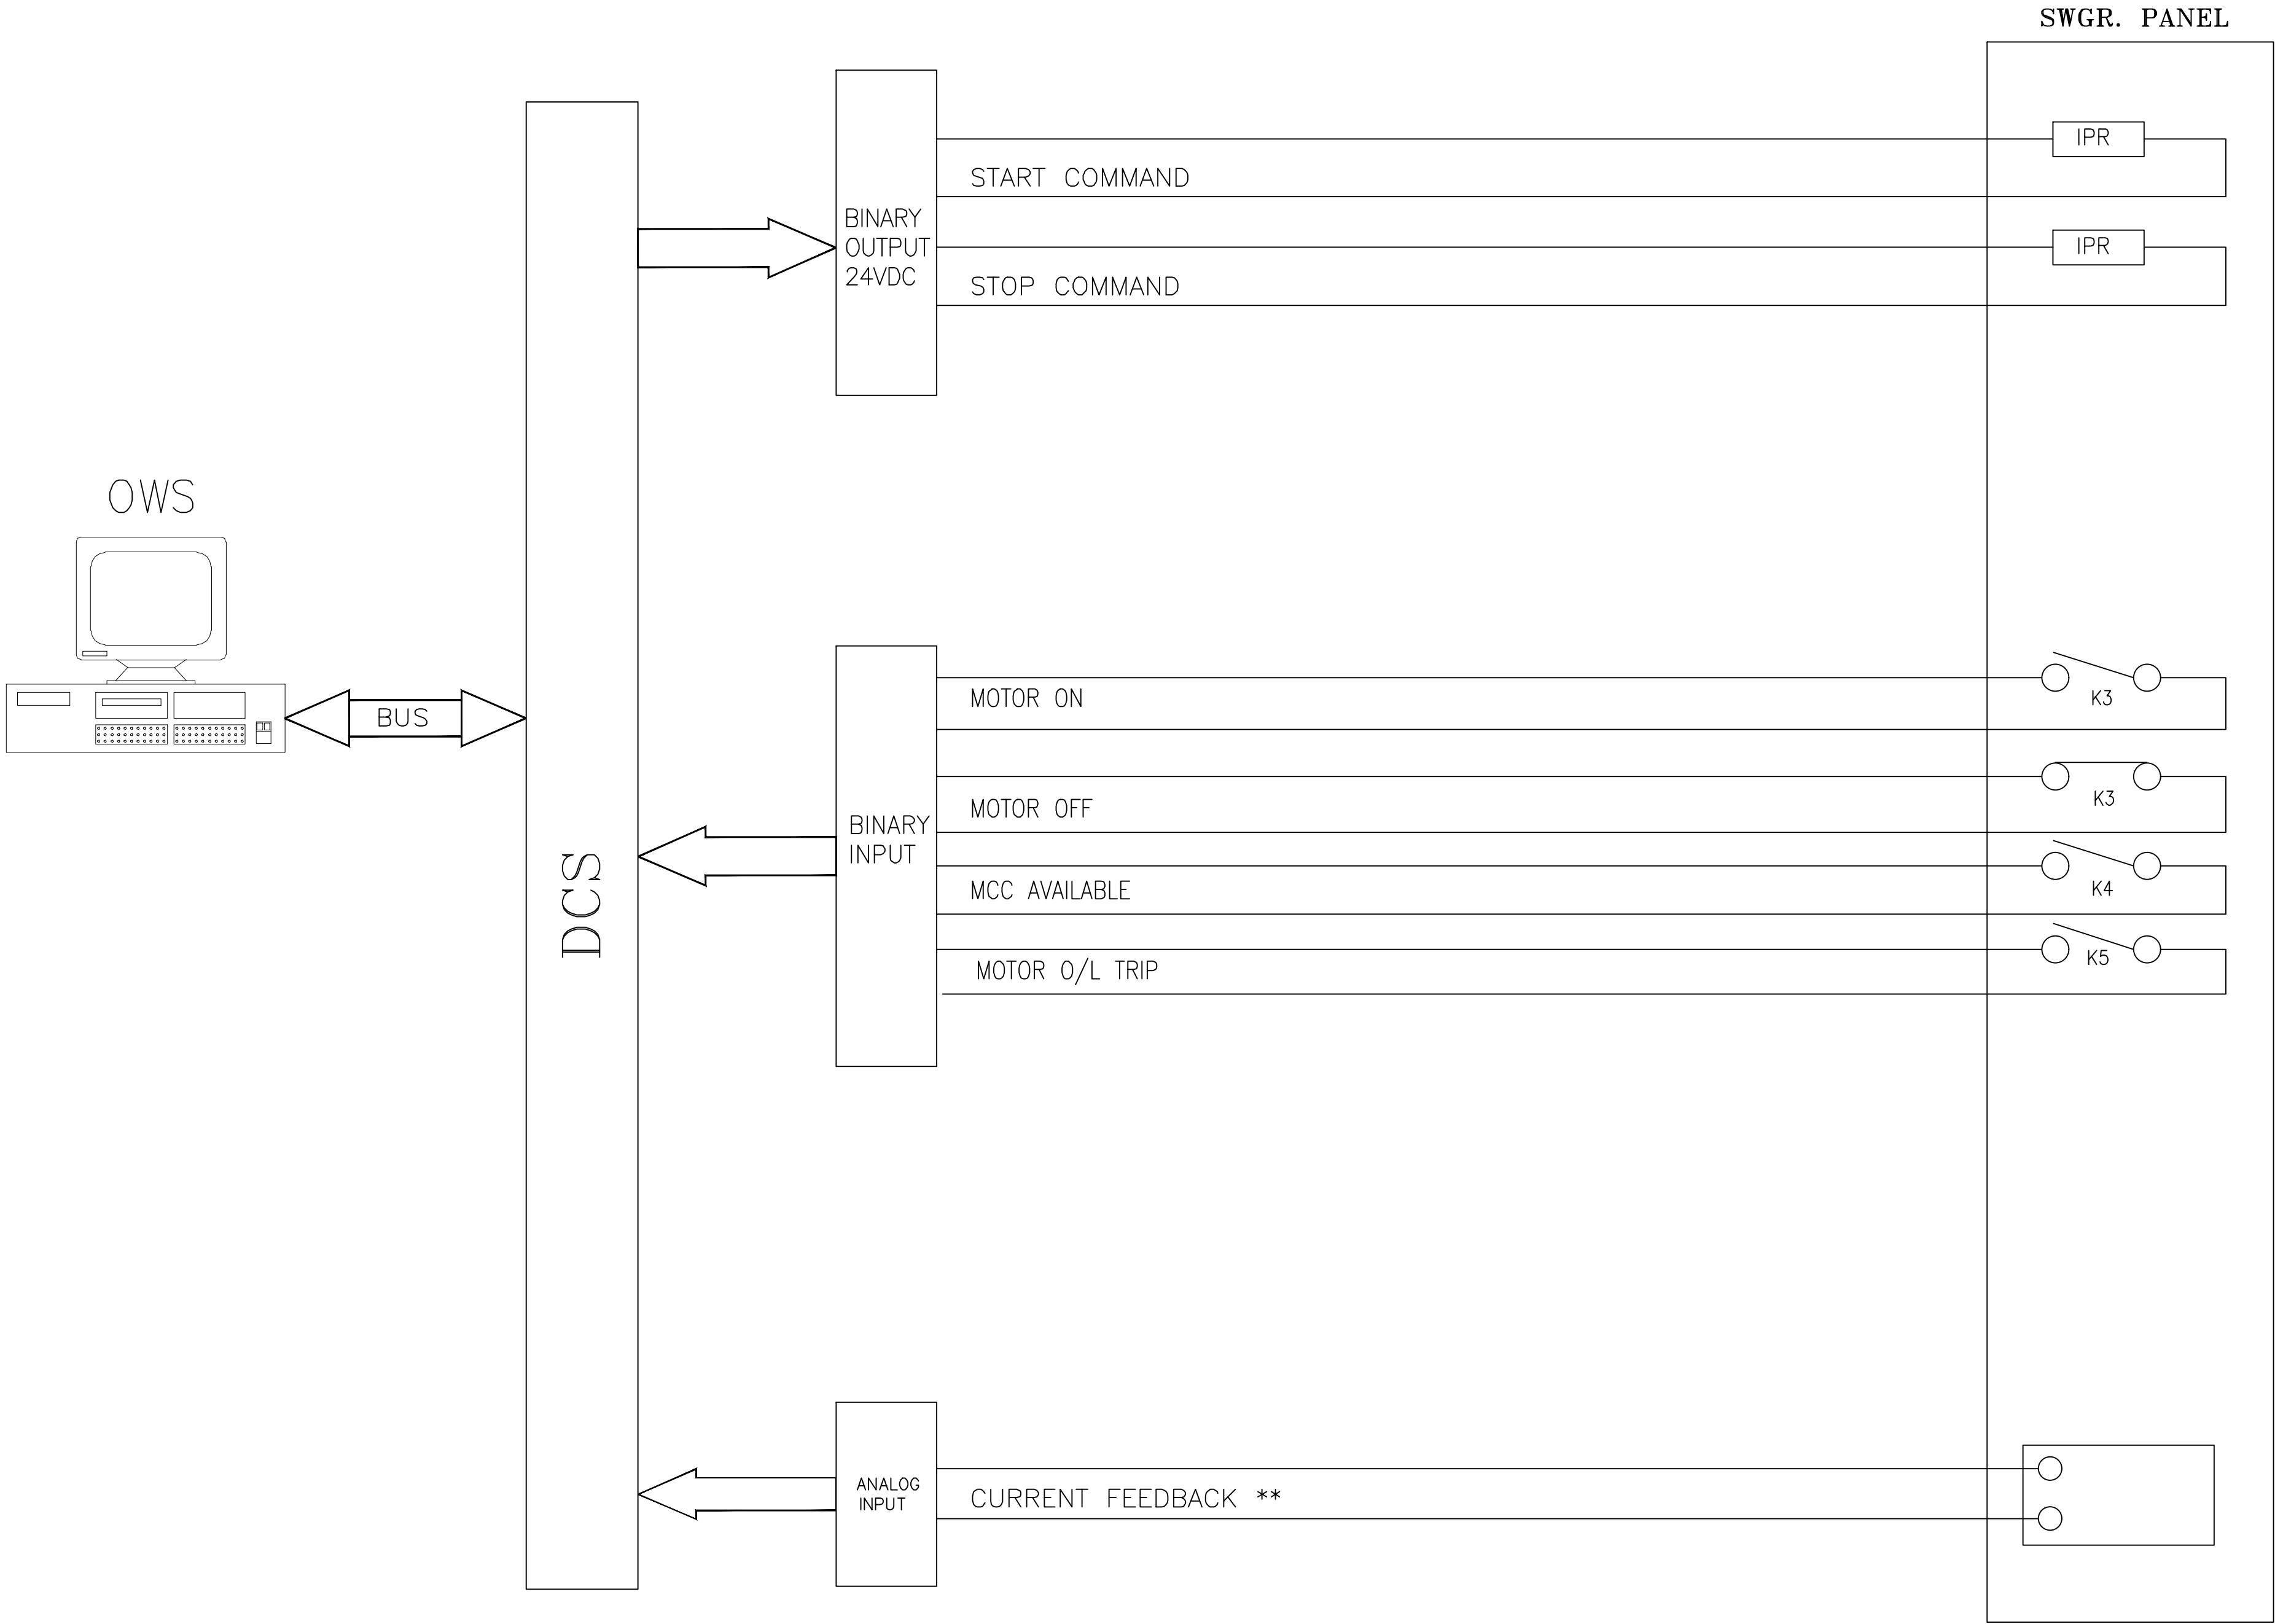 SWGR. PANEL
IPR
START COMMAND
BINARY
OUTPUT
24VDC
IPR
STOP COMMAND
OWS
BUS
DCS
MOTOR ON
K3
MOTOR OFF
K3
BINARY
INPUT
MCC AVAILABLE
K4
MOTOR O/L TRIP
K5
ANALOG
INPUT
CURRENT FEEDBACK **